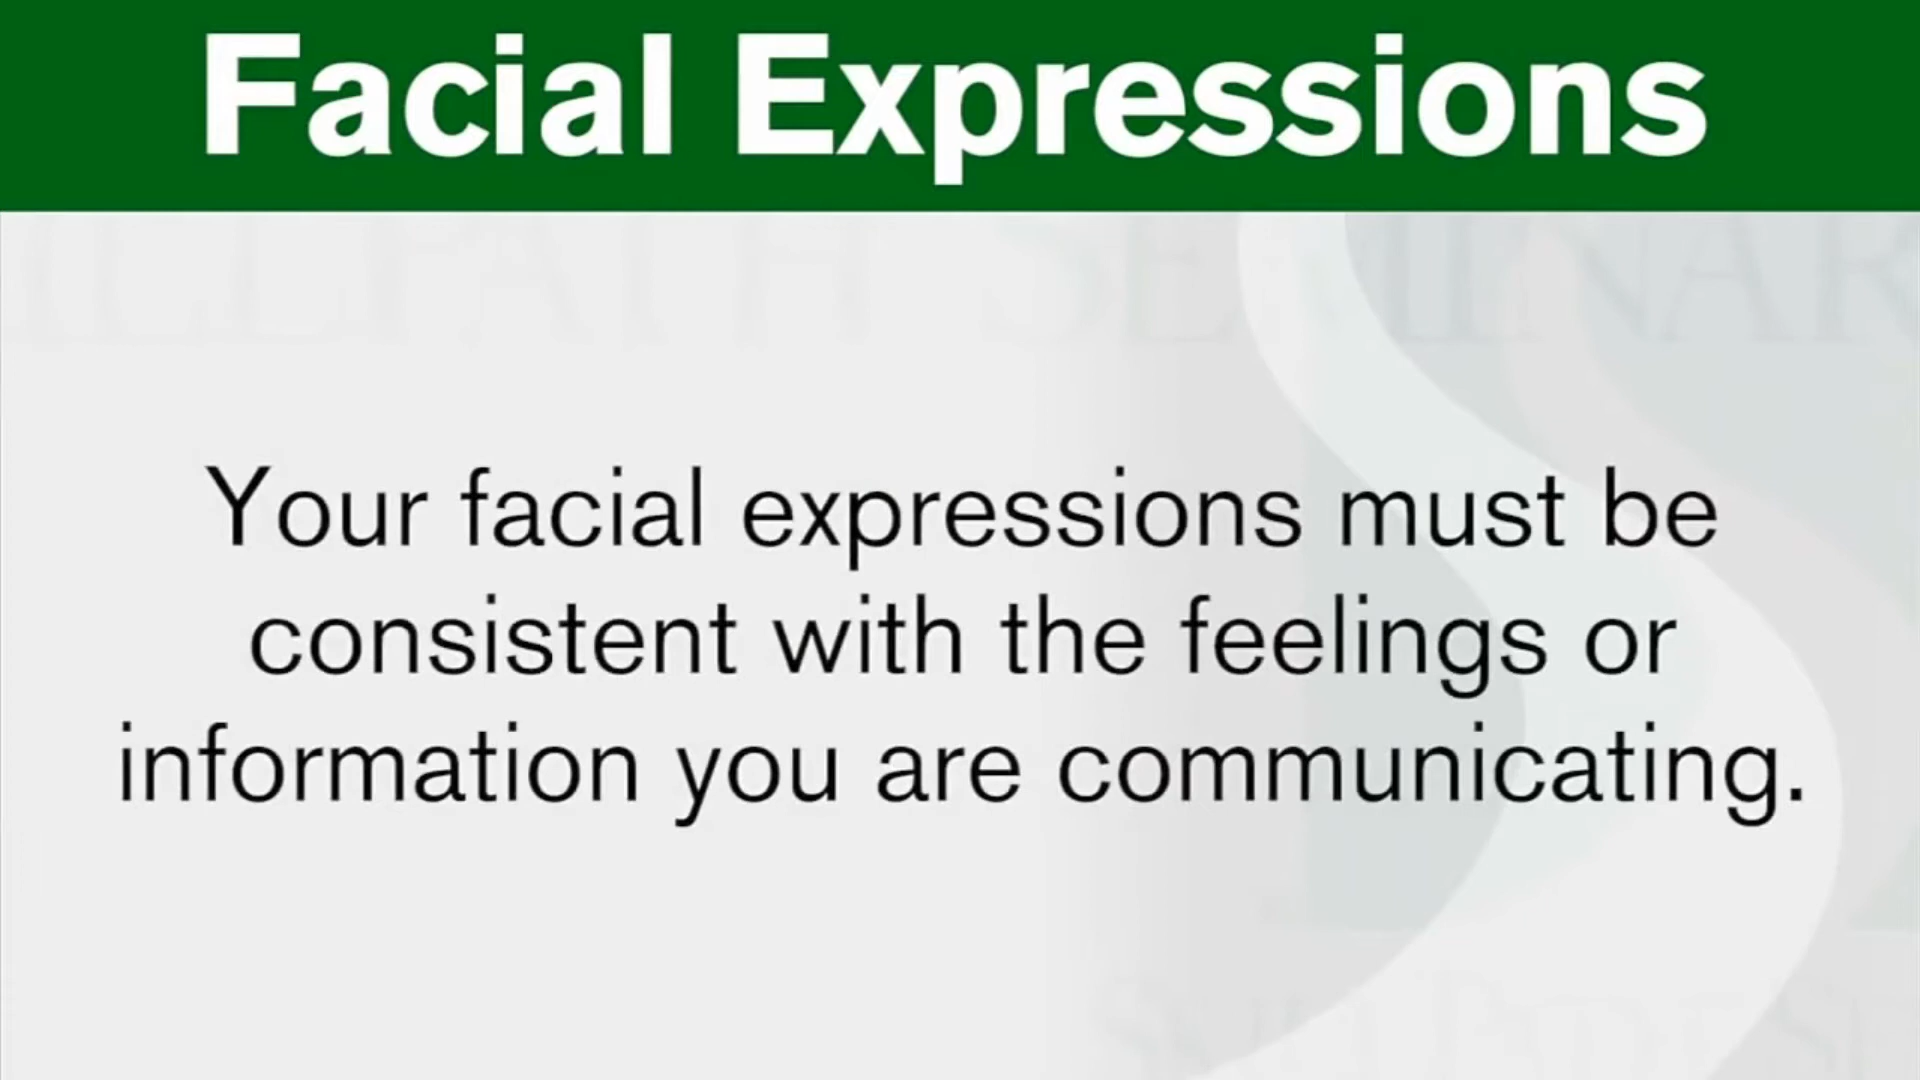 Facial Expressions
Your facial expressions must be
consistent with the feelings or
information you are communicating.